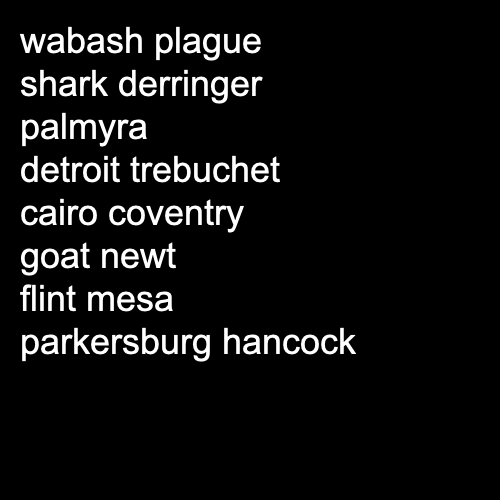 wabash plague
shark derringer
palmyra
detroit trebuchet
cairo coventry
goat newt
flint mesa
parkersburg hancock